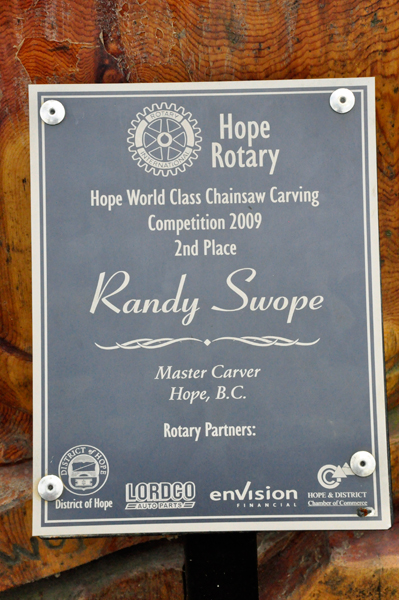 ROTARY
INTERNATIONAL
Hope
Rotary
Hope World Class Chainsaw Carving
Competition 2009
2nd Place
Randy Swope
Master Carver
Hope, B.C.
Rotary Partners:
DISTRICT of HOPE
District of Hope
LORDCO
AUTO PARTS
enVision
FINANCIAL
HOPE & DISTRICT
Chamber of Commerce